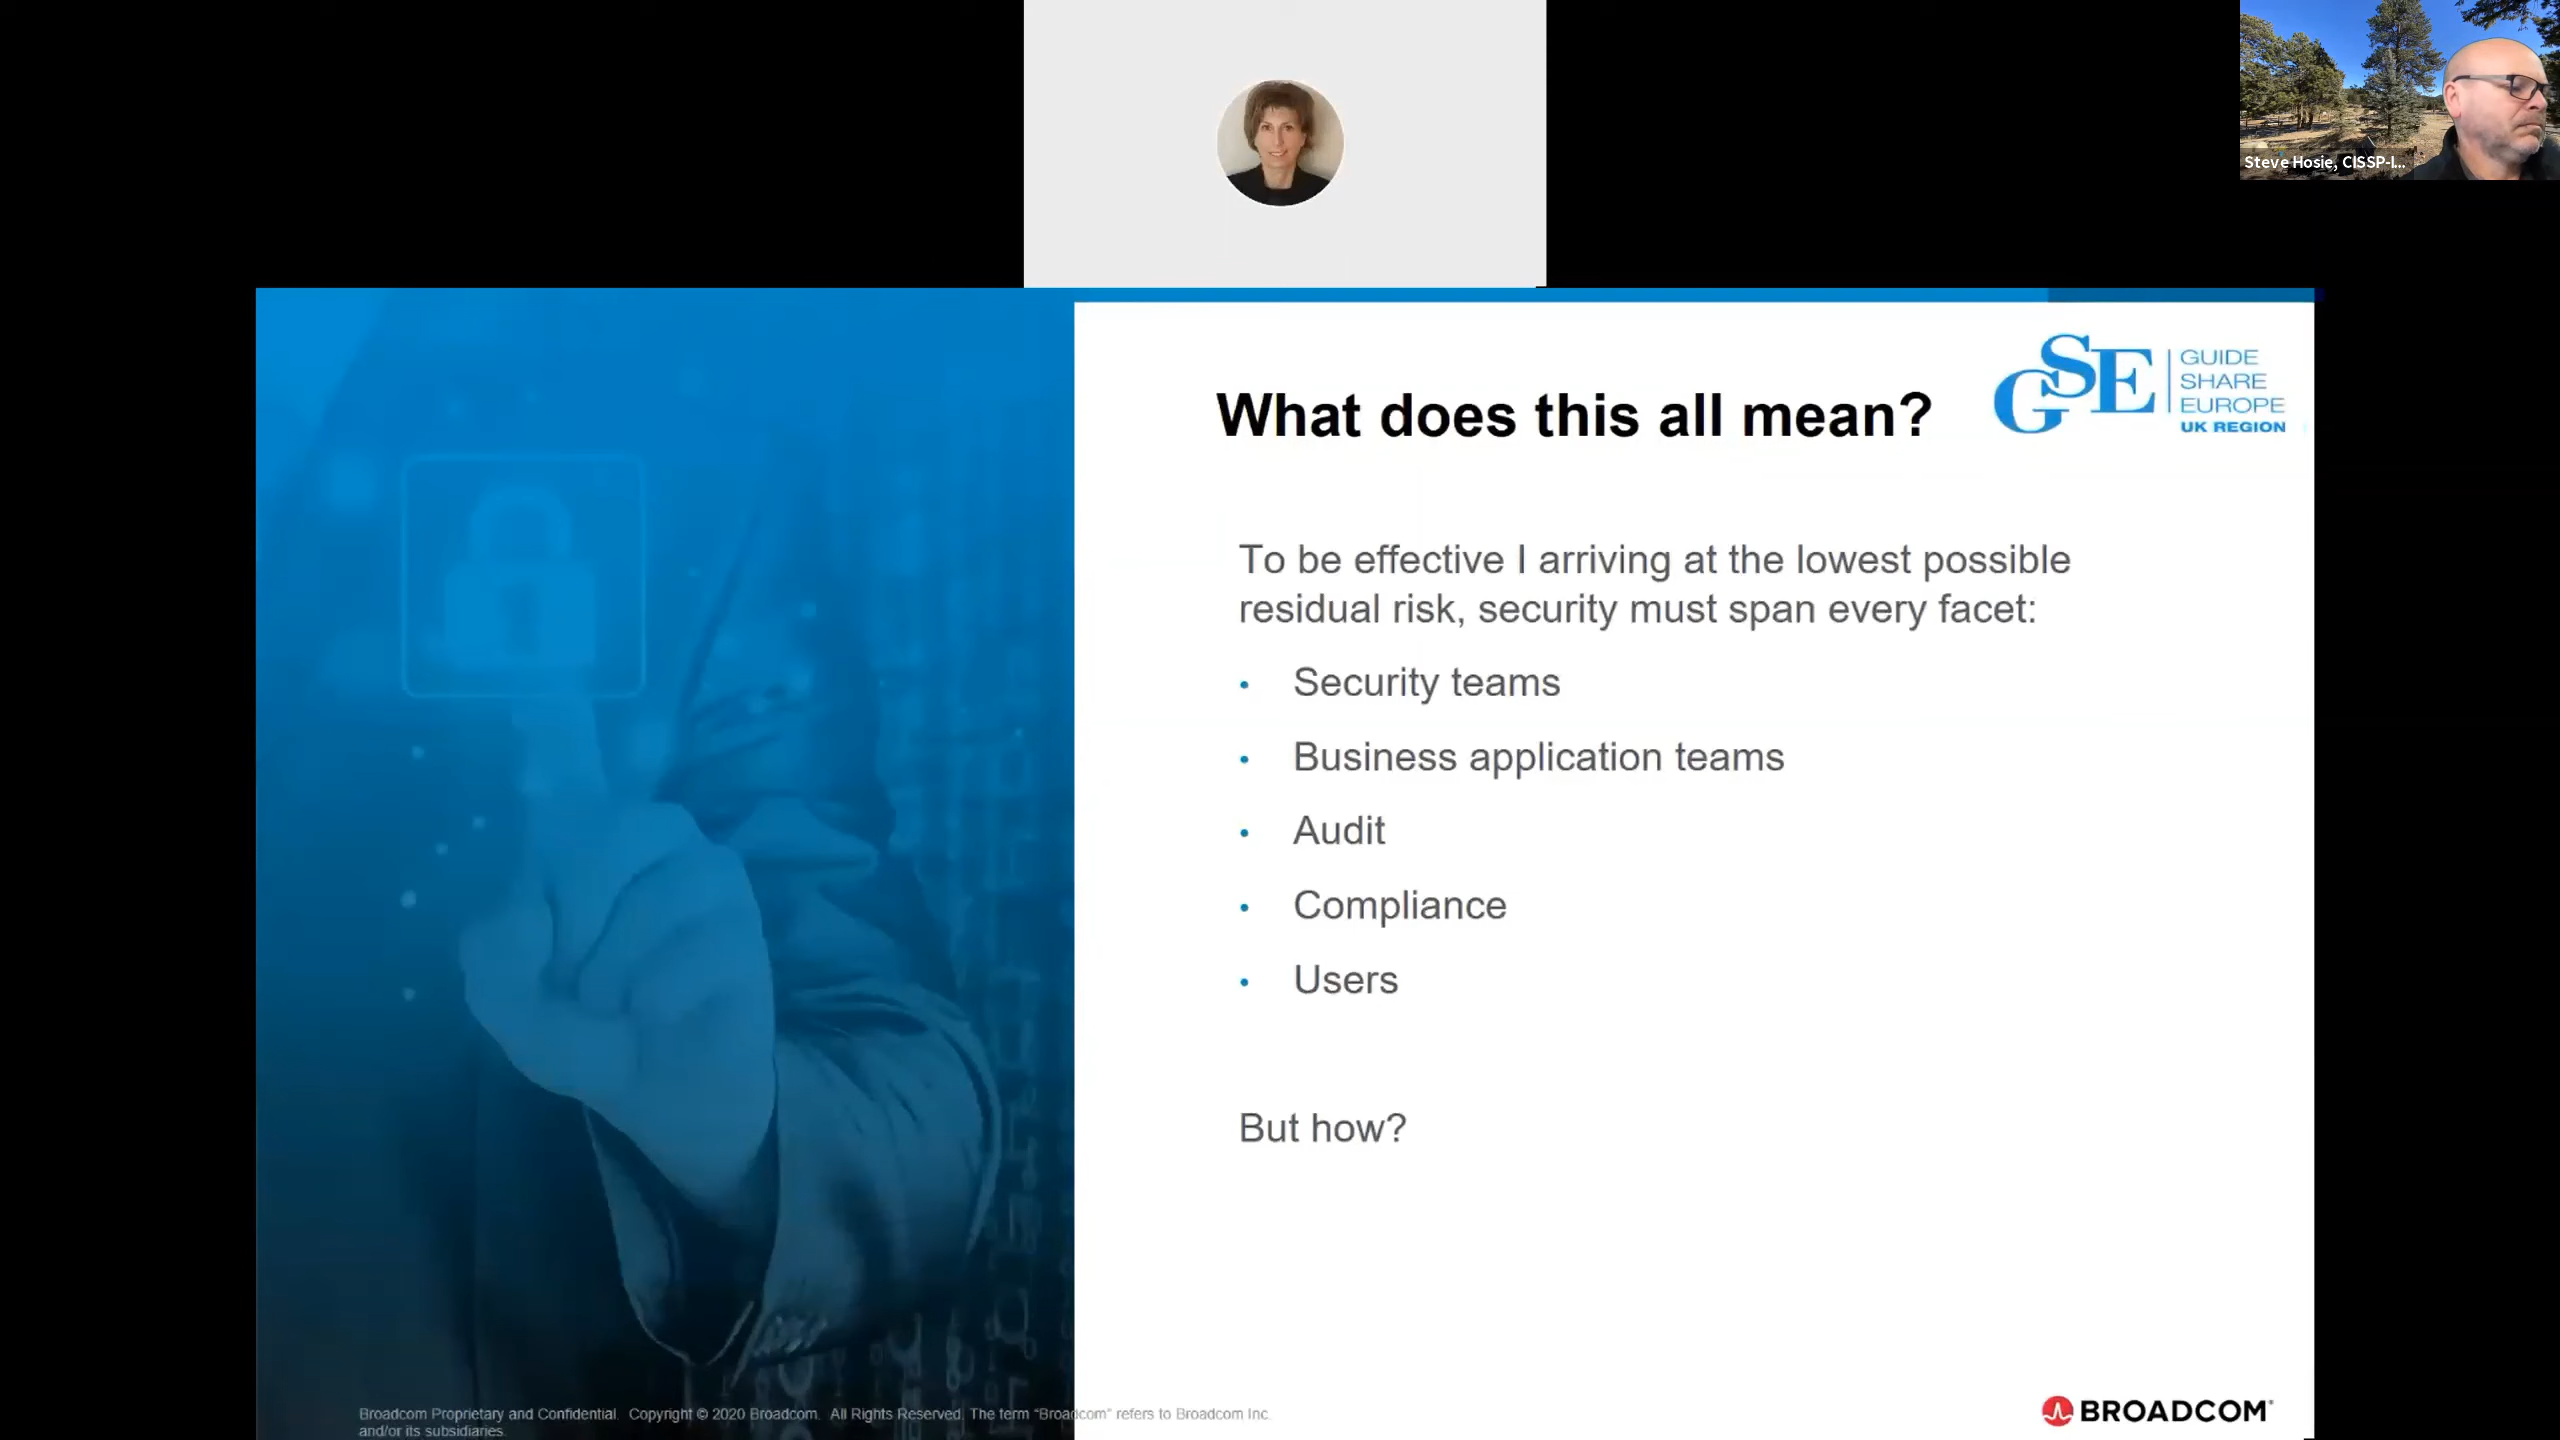 Steve Hosie, CISSP-I...
GSE
GUIDE
SHARE
EUROPE
UK REGION
What does this all mean?
To be effective I arriving at the lowest possible
residual risk, security must span every facet:
• Security teams
• Business application teams
• Audit
• Compliance
• Users
But how?
Broadcom Proprietary and Confidential. Copyright © 2020 Broadcom. All Rights Reserved. The term “Broadcom” refers to Broadcom Inc.
and/or its subsidiaries.
BROADCOM®